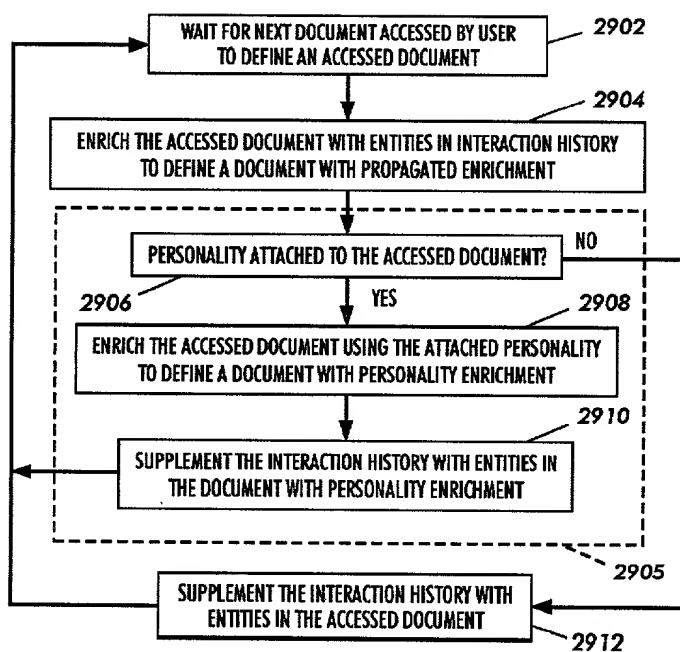 WAIT FOR NEXT DOCUMENT ACCESSED BY USER
TO DEFINE AN ACCESSED DOCUMENT
2902
2904
ENRICH THE ACCESSED DOCUMENT WITH ENTITIES IN INTERACTION HISTORY
TO DEFINE A DOCUMENT WITH PROPAGATED ENRICHMENT
PERSONALITY ATTACHED TO THE ACCESSED DOCUMENT?
NO
2906
YES
2908
ENRICH THE ACCESSED DOCUMENT USING THE ATTACHED PERSONALITY
TO DEFINE A DOCUMENT WITH PERSONALITY ENRICHMENT
2910
SUPPLEMENT THE INTERACTION HISTORY WITH ENTITIES IN
THE DOCUMENT WITH PERSONALITY ENRICHMENT
2905
SUPPLEMENT THE INTERACTION HISTORY WITH
ENTITIES IN THE ACCESSED DOCUMENT
2912